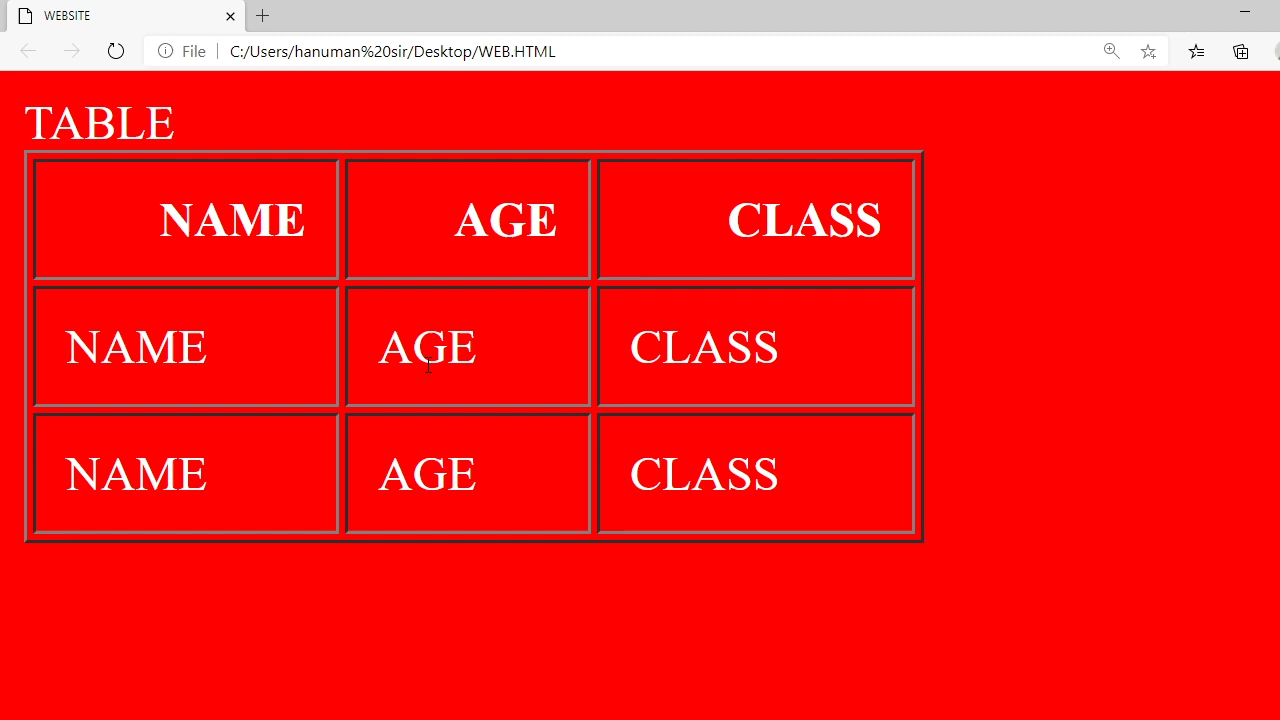 WEBSITE
File | C:/Users/hanuman%20sir/Desktop/WEB.HTML
TABLE
NAME AGE CLASS
NAME AGE CLASS
NAME AGE CLASS